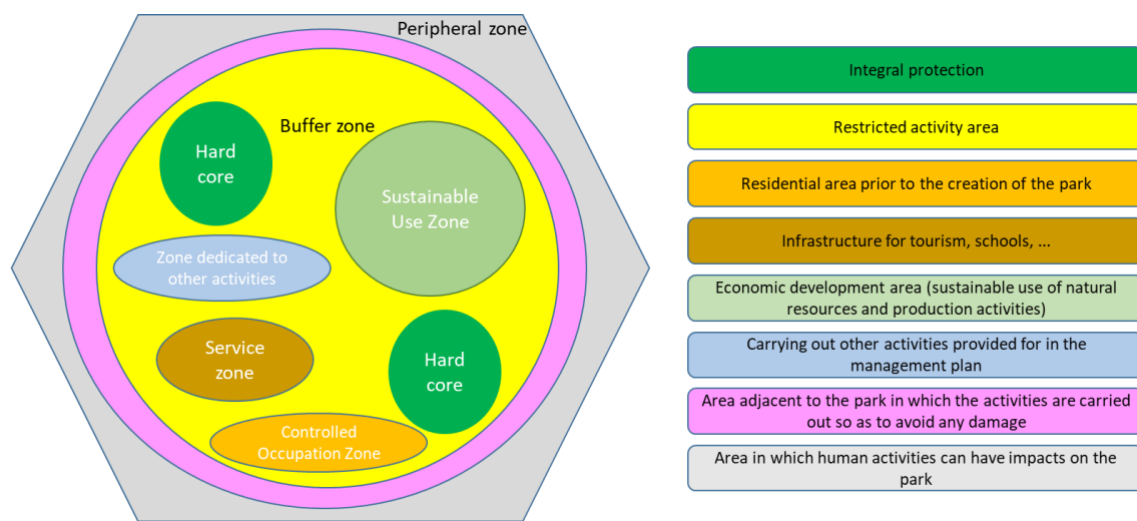 Peripheral zone
Buffer zone
Hard
core
Sustainable
Use Zone
Zone dedicated to
other activities
Service
zone
Hard
core
Controlled
Occupation Zone
Integral protection
Restricted activity area
Residential area prior to the creation of the park
Infrastructure for tourism, schools, ...
Economic development area (sustainable use of natural
resources and production activities)
Carrying out other activities provided for in the
management plan
Area adjacent to the park in which the activities are carried
out so as to avoid any damage
Area in which human activities can have impacts on the
park